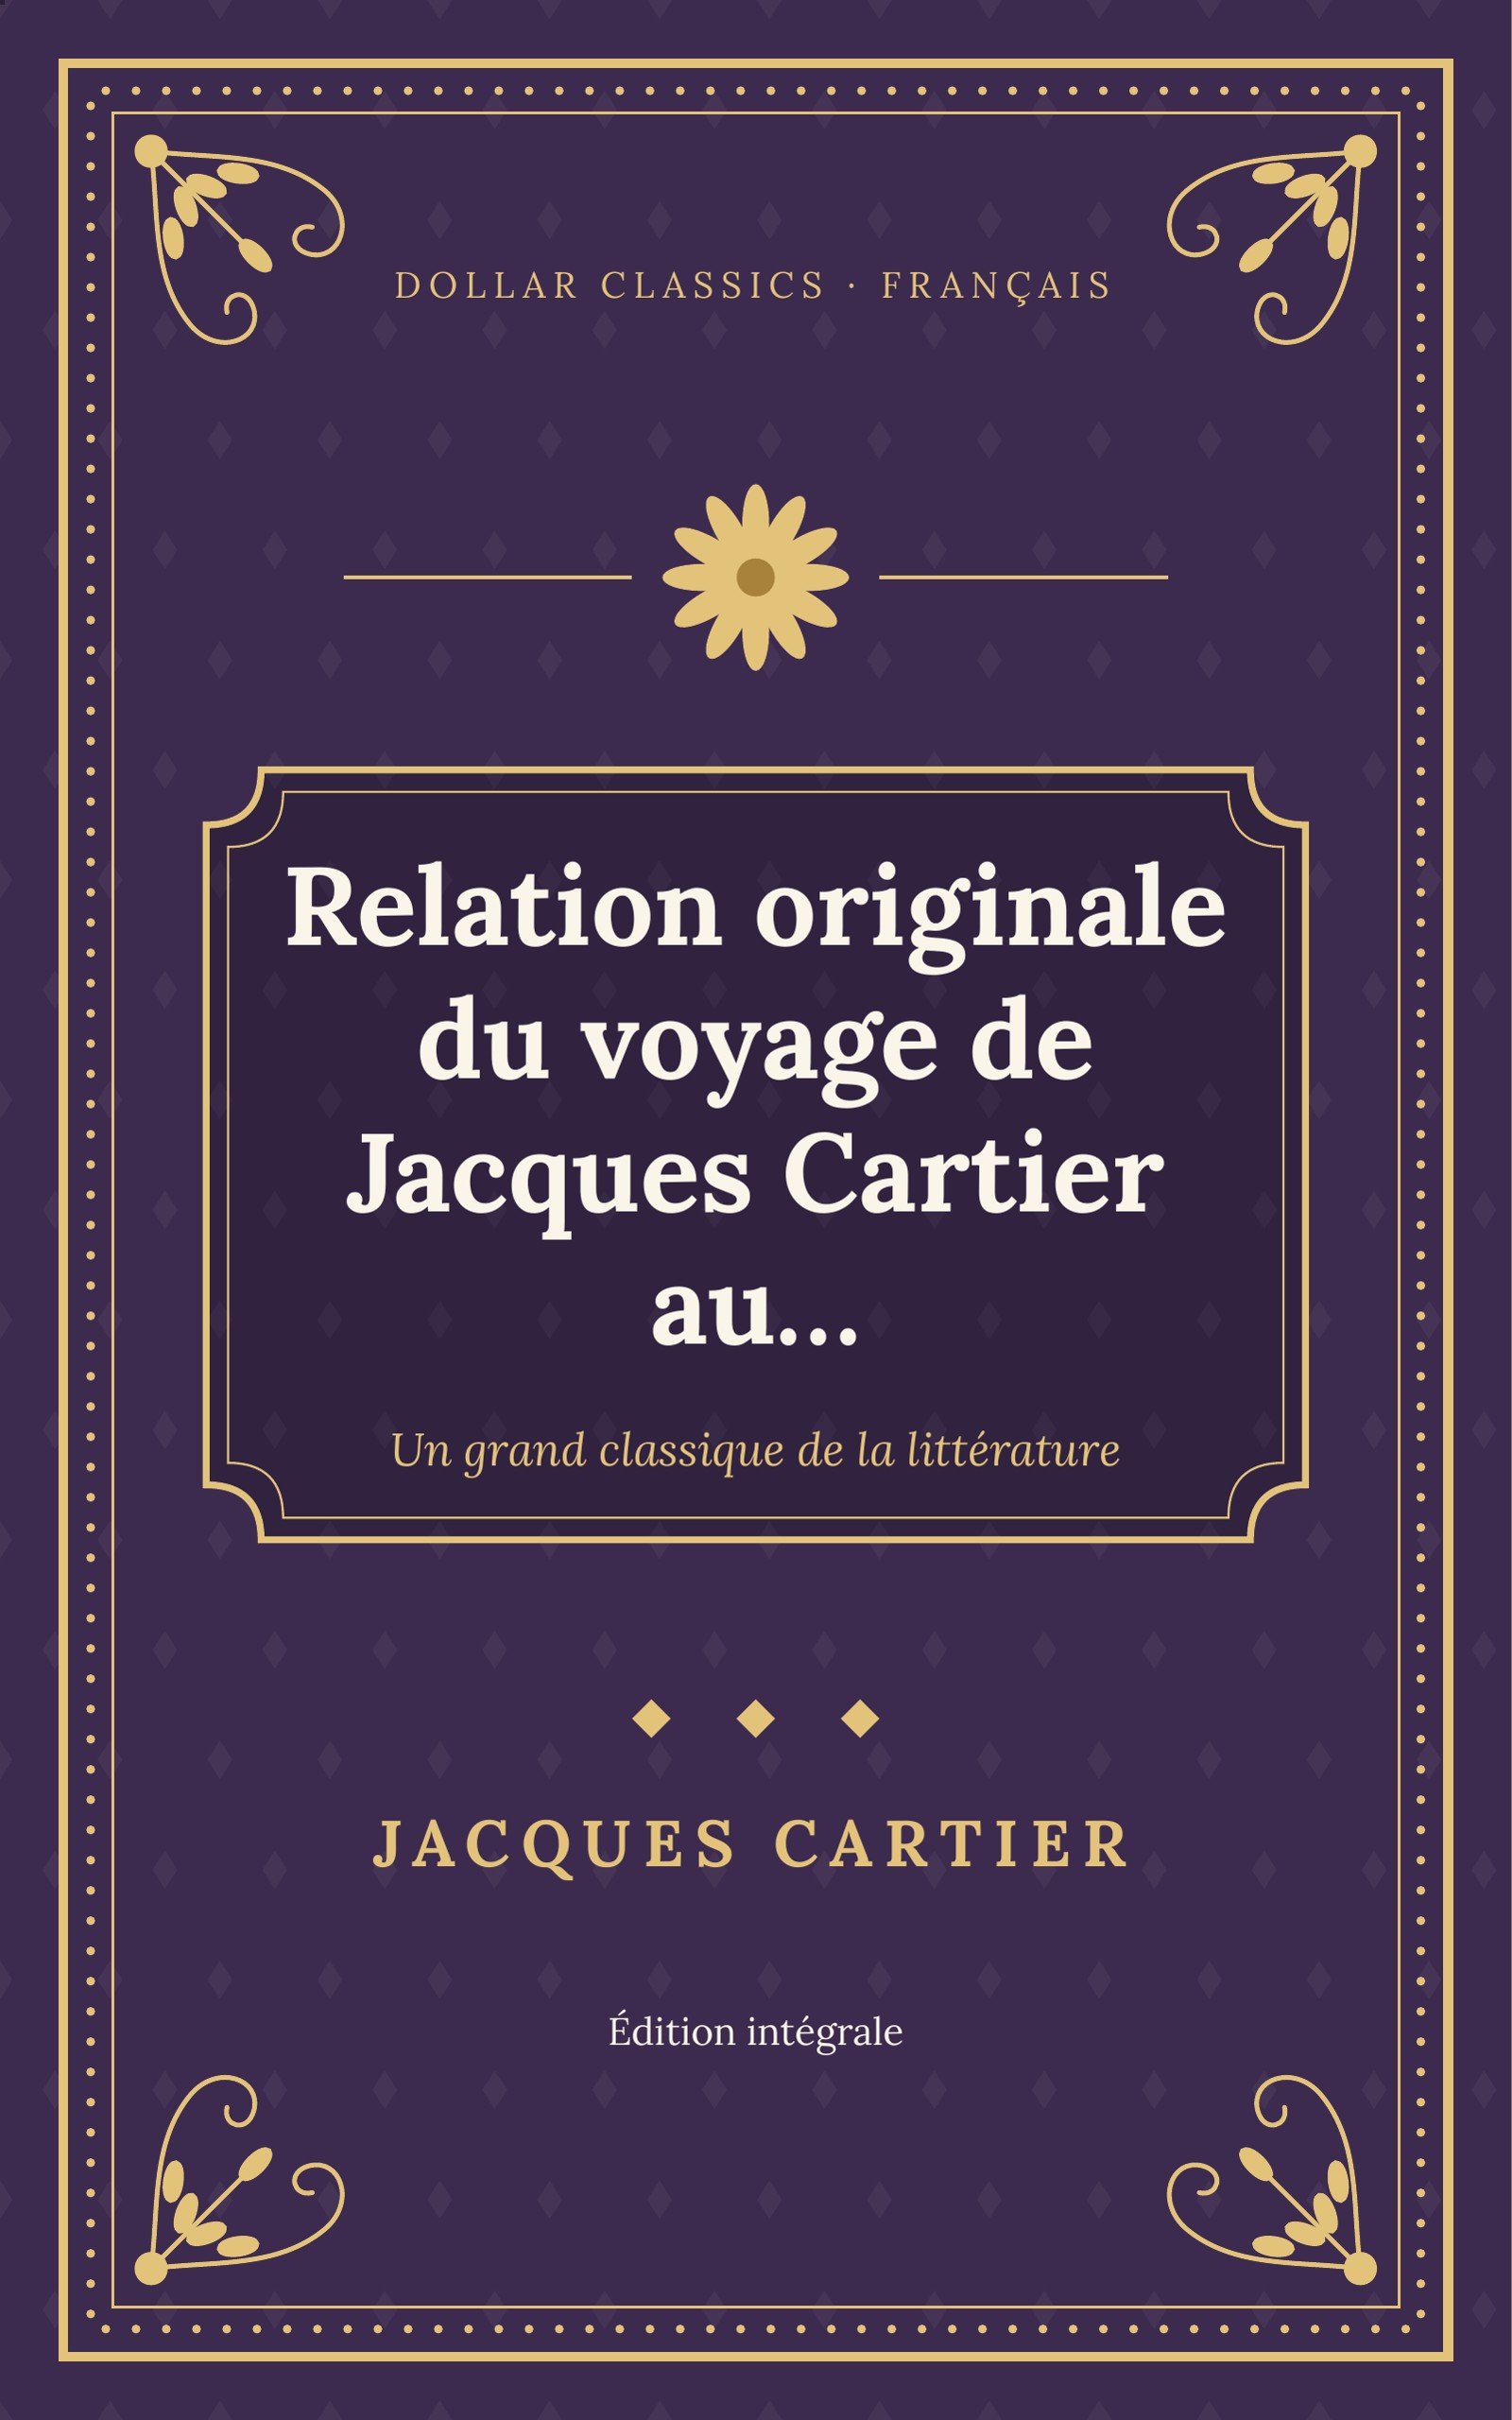 DOLLAR CLASSICS · FRANÇAIS
Relation originale
du voyage de
Jacques Cartier
au...
Un grand classique de la littérature
JACQUES CARTIER
Édition intégrale